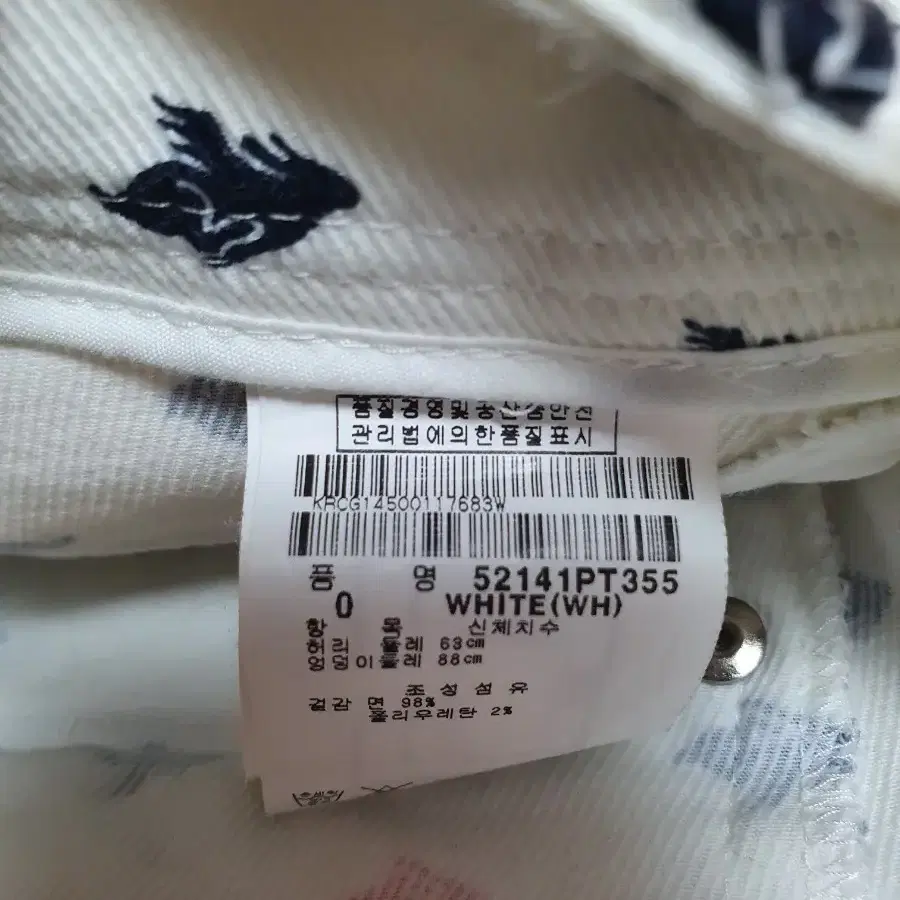 품질경영및공산품안전
관리법에의한품질표시
KRCG14500117683W
품 명 52141PT355
0 WHITE(WH)
항 목 신체치수
허리 둘레 63cm
엉덩이둘레 88cm
조성섬유
겉감 면 98%
폴리우레탄 2%